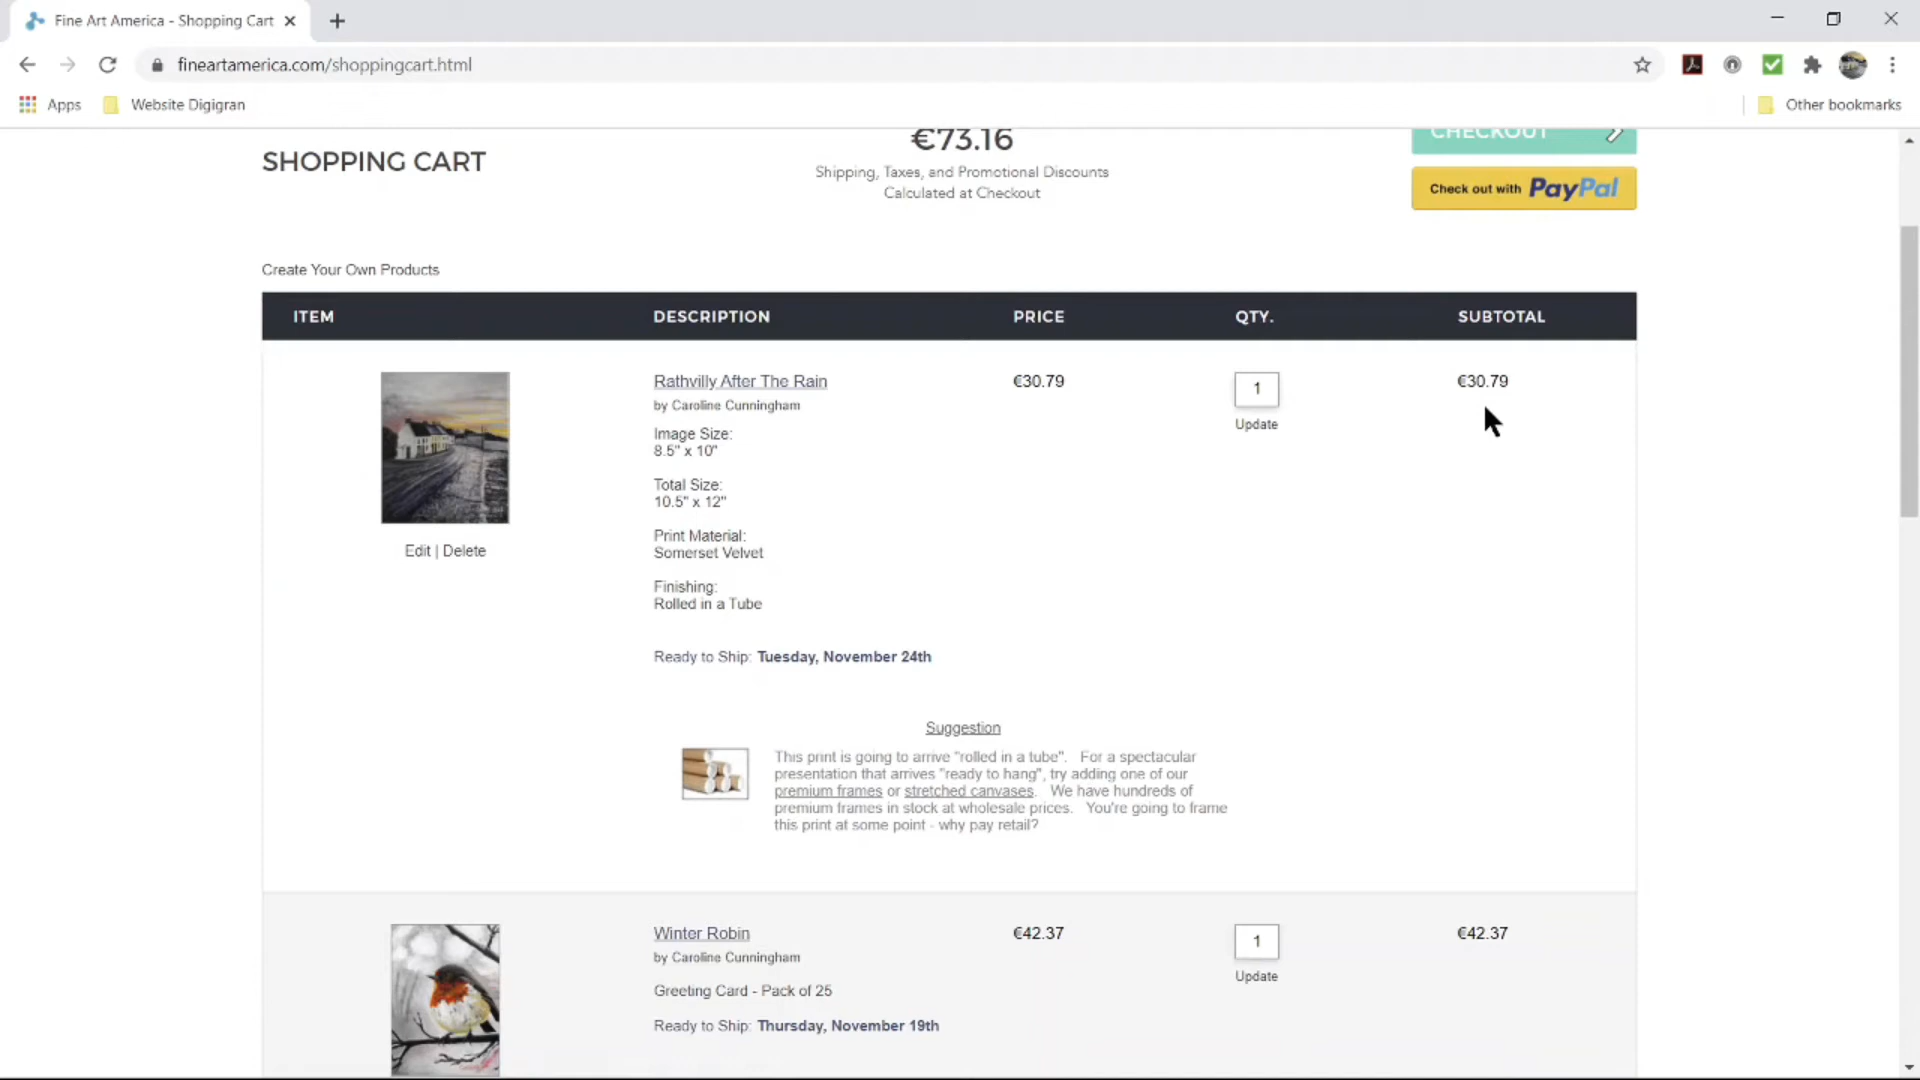 Fine Art America - Shopping Cart
fineartamerica.com/shoppingcart.html
Apps
Website Digigran
Other bookmarks
SHOPPING CART
€73.16
Shipping, Taxes, and Promotional Discounts
Calculated at Checkout
CHECKOUT
Check out with PayPal
Create Your Own Products
ITEM DESCRIPTION PRICE QTY. SUBTOTAL
Rathvilly After The Rain €30.79 1 €30.79
by Caroline Cunningham
Update
Image Size:
8.5" x 10"
Total Size:
10.5" x 12"
Print Material:
Somerset Velvet
Edit | Delete
Finishing:
Rolled in a Tube
Ready to Ship: Tuesday, November 24th
Suggestion
This print is going to arrive "rolled in a tube". For a spectacular
presentation that arrives "ready to hang", try adding one of our
premium frames or stretched canvases. We have hundreds of
premium frames in stock at wholesale prices. You're going to frame
this print at some point - why pay retail?
Winter Robin €42.37 1 €42.37
by Caroline Cunningham
Update
Greeting Card - Pack of 25
Ready to Ship: Thursday, November 19th